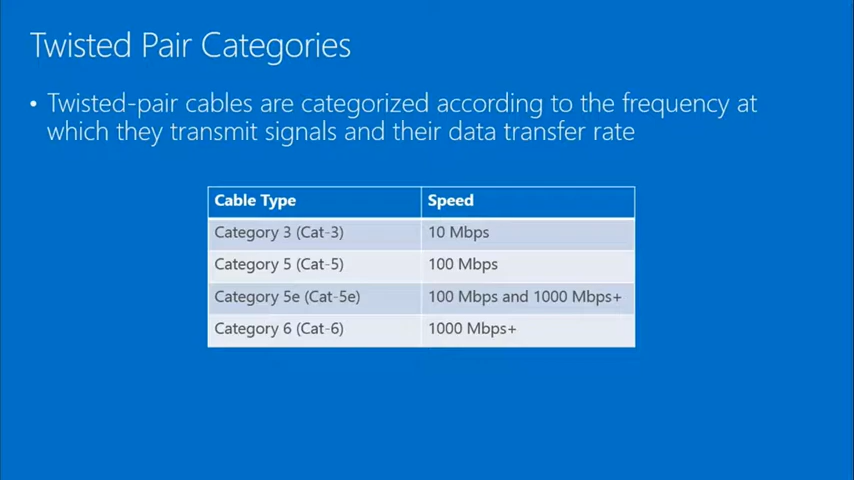 Twisted Pair Categories
• Twisted-pair cables are categorized according to the frequency at
which they transmit signals and their data transfer rate
Cable Type Speed
Category 3 (Cat-3) 10 Mbps
Category 5 (Cat-5) 100 Mbps
Category 5e (Cat-5e) 100 Mbps and 1000 Mbps+
Category 6 (Cat-6) 1000 Mbps+